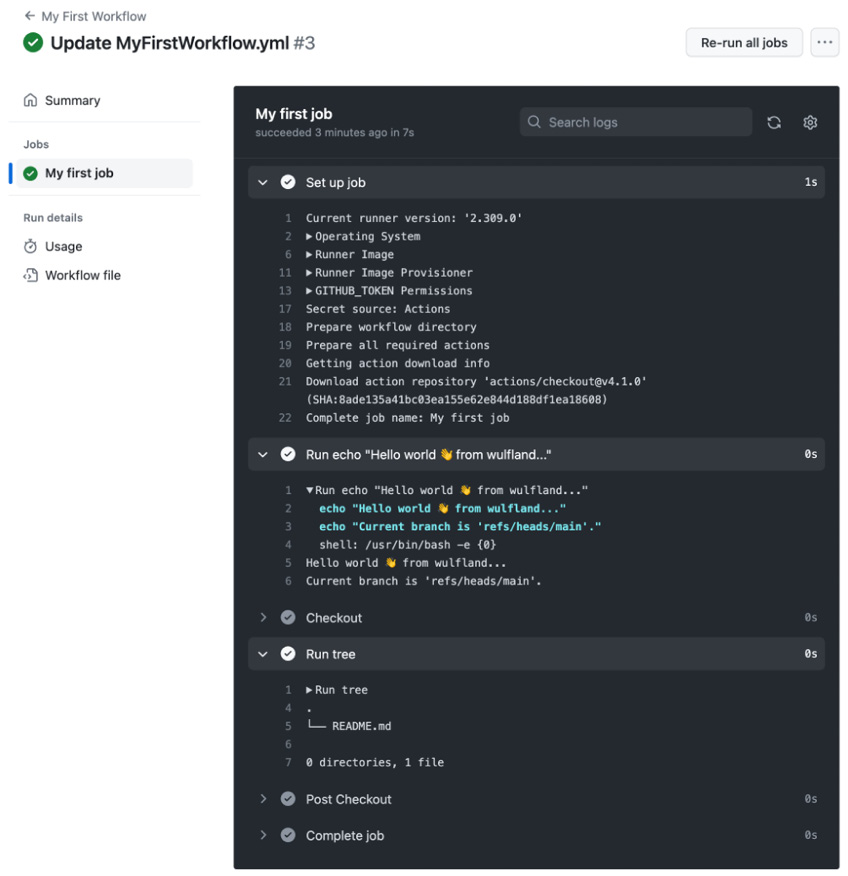 ← My First Workflow
Update MyFirstWorkflow.yml #3
Re-run all jobs
...
Summary
Jobs
My first job
Run details
Usage
Workflow file
My first job
succeeded 3 minutes ago in 7s
Search logs
Set up job 1s
1 Current runner version: '2.309.0'
2 ▶Operating System
6 ▶Runner Image
11 ▶Runner Image Provisioner
13 ▶GITHUB_TOKEN Permissions
17 Secret source: Actions
18 Prepare workflow directory
19 Prepare all required actions
20 Getting action download info
21 Download action repository 'actions/checkout@v4.1.0'
(SHA:8ade135a41bc03ea155e62e844d188df1ea18608)
22 Complete job name: My first job
Run echo "Hello world 👋 from wulfland..." 0s
1 ▼Run echo "Hello world 👋 from wulfland..."
2 echo "Hello world 👋 from wulfland..."
3 echo "Current branch is 'refs/heads/main'."
4 shell: /usr/bin/bash -e {0}
5 Hello world 👋 from wulfland...
6 Current branch is 'refs/heads/main'.
Checkout 0s
Run tree 0s
1 ▶Run tree
4 .
5 └── README.md
6
7 0 directories, 1 file
Post Checkout 0s
Complete job 0s